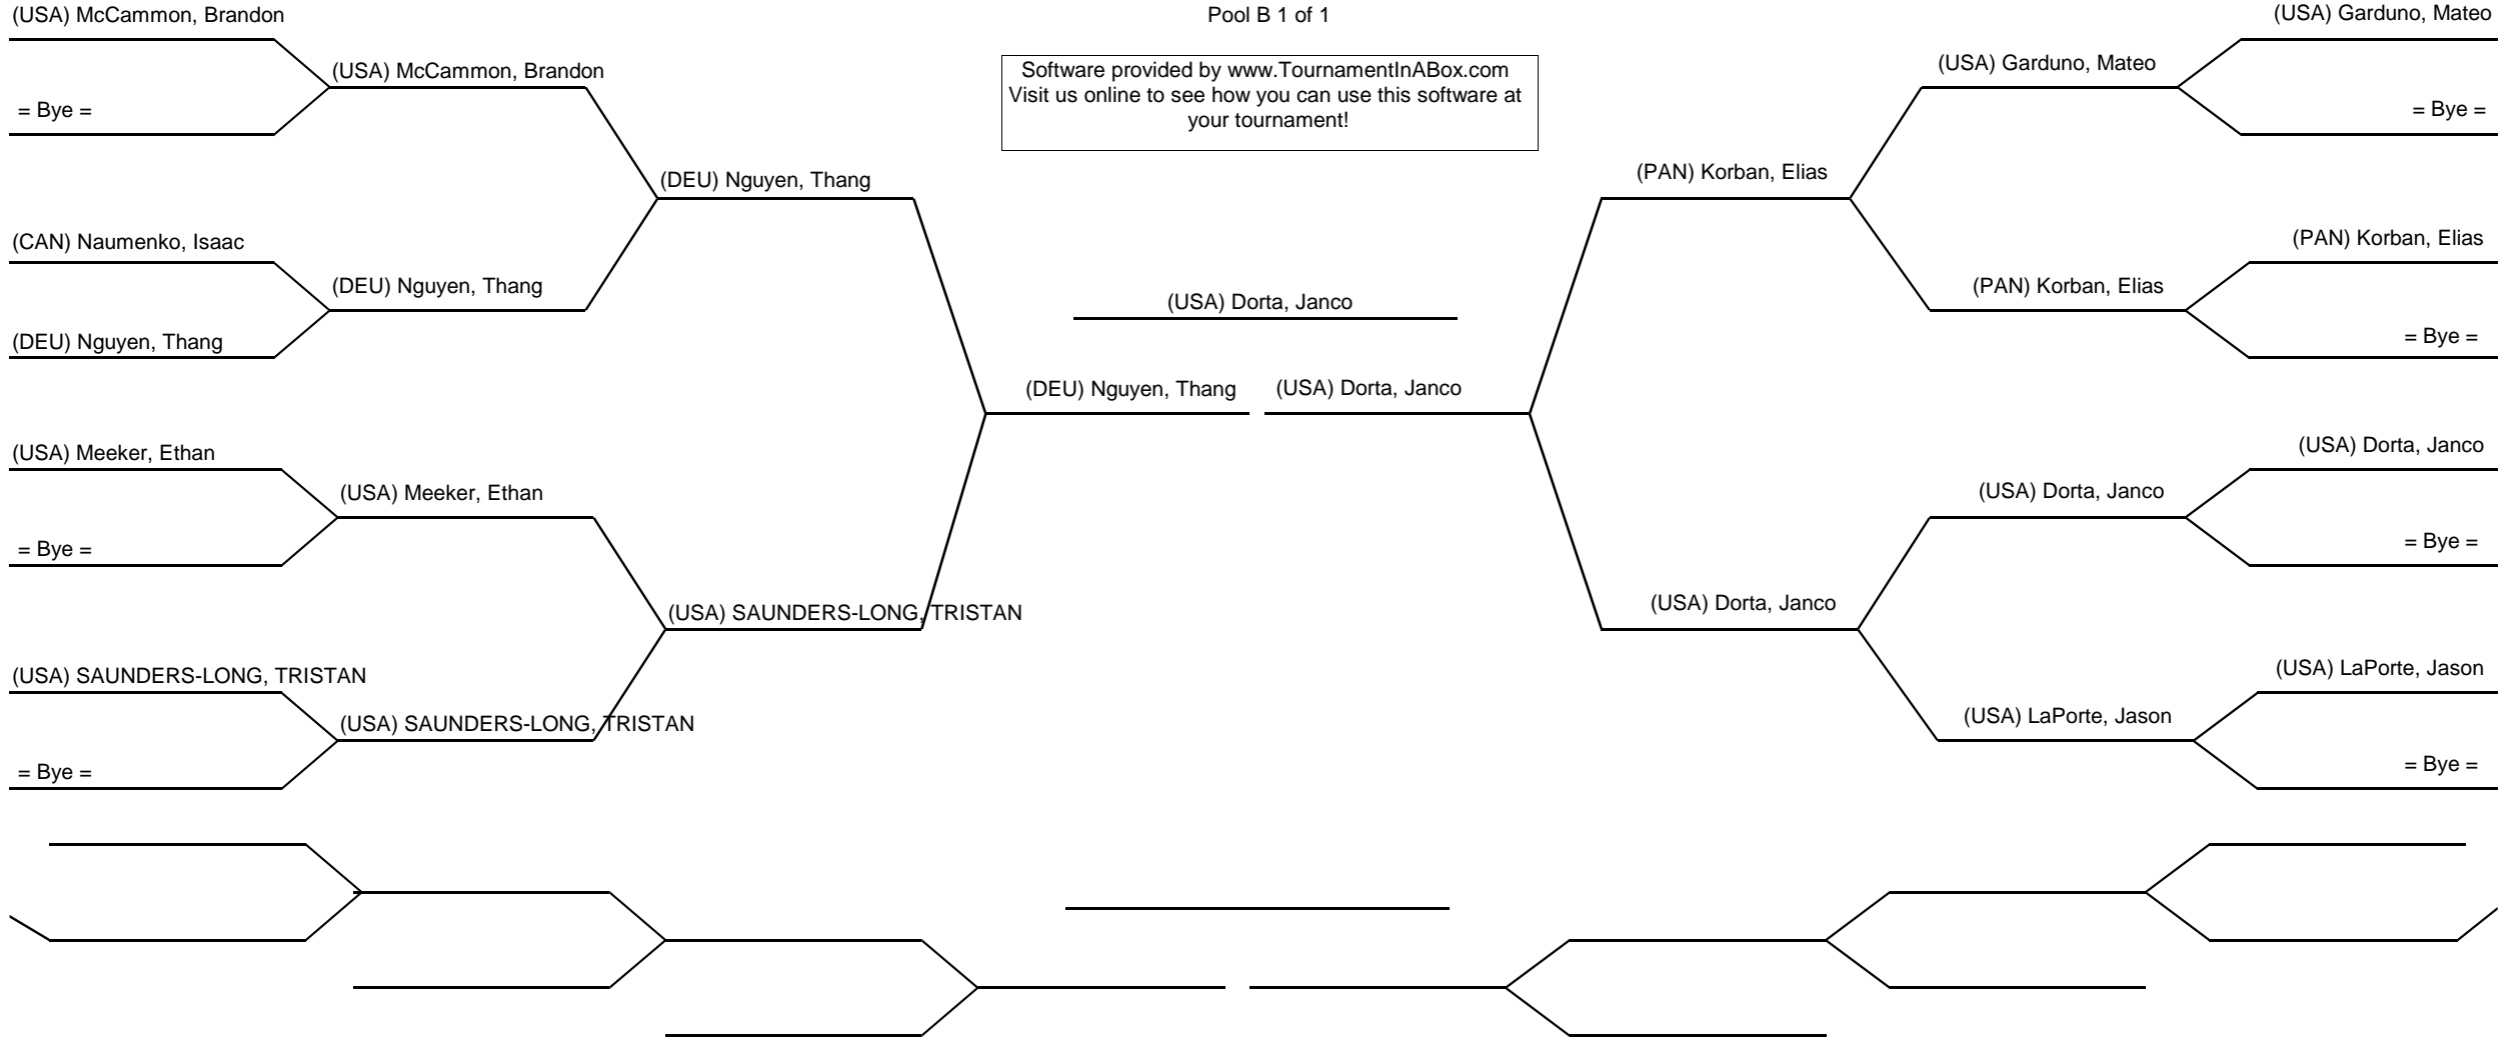 (USA) McCammon, Brandon
Pool B 1 of 1
(USA) Garduno, Mateo
(USA) McCammon, Brandon
Software provided by www.TournamentInABox.com
Visit us online to see how you can use this software at
your tournament!
(USA) Garduno, Mateo
= Bye =
= Bye =
(DEU) Nguyen, Thang
(PAN) Korban, Elias
(CAN) Naumenko, Isaac
(PAN) Korban, Elias
(DEU) Nguyen, Thang
(USA) Dorta, Janco
(PAN) Korban, Elias
(DEU) Nguyen, Thang
= Bye =
(DEU) Nguyen, Thang
(USA) Dorta, Janco
(USA) Meeker, Ethan
(USA) Dorta, Janco
(USA) Meeker, Ethan
(USA) Dorta, Janco
= Bye =
= Bye =
(USA) SAUNDERS-LONG, TRISTAN
(USA) Dorta, Janco
(USA) SAUNDERS-LONG, TRISTAN
(USA) LaPorte, Jason
(USA) SAUNDERS-LONG, TRISTAN
(USA) LaPorte, Jason
= Bye =
= Bye =